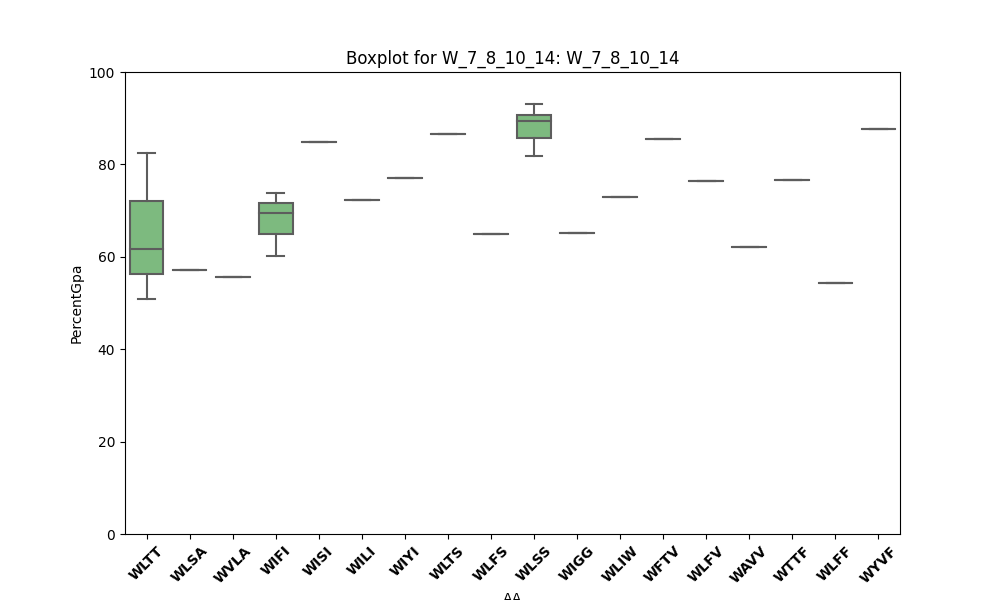 Boxplot for W_7_8_10_14: W_7_8_10_14
100
80
60
40
20
0
PercentGpa
WLTT
WLSA
WVLA
WIFI
WISI
WILI
WIYI
WLTS
WLFS
WLSS
WIGG
WLIW
WFTV
WLFV
WAVV
WTTF
WLFF
WYVF
AA